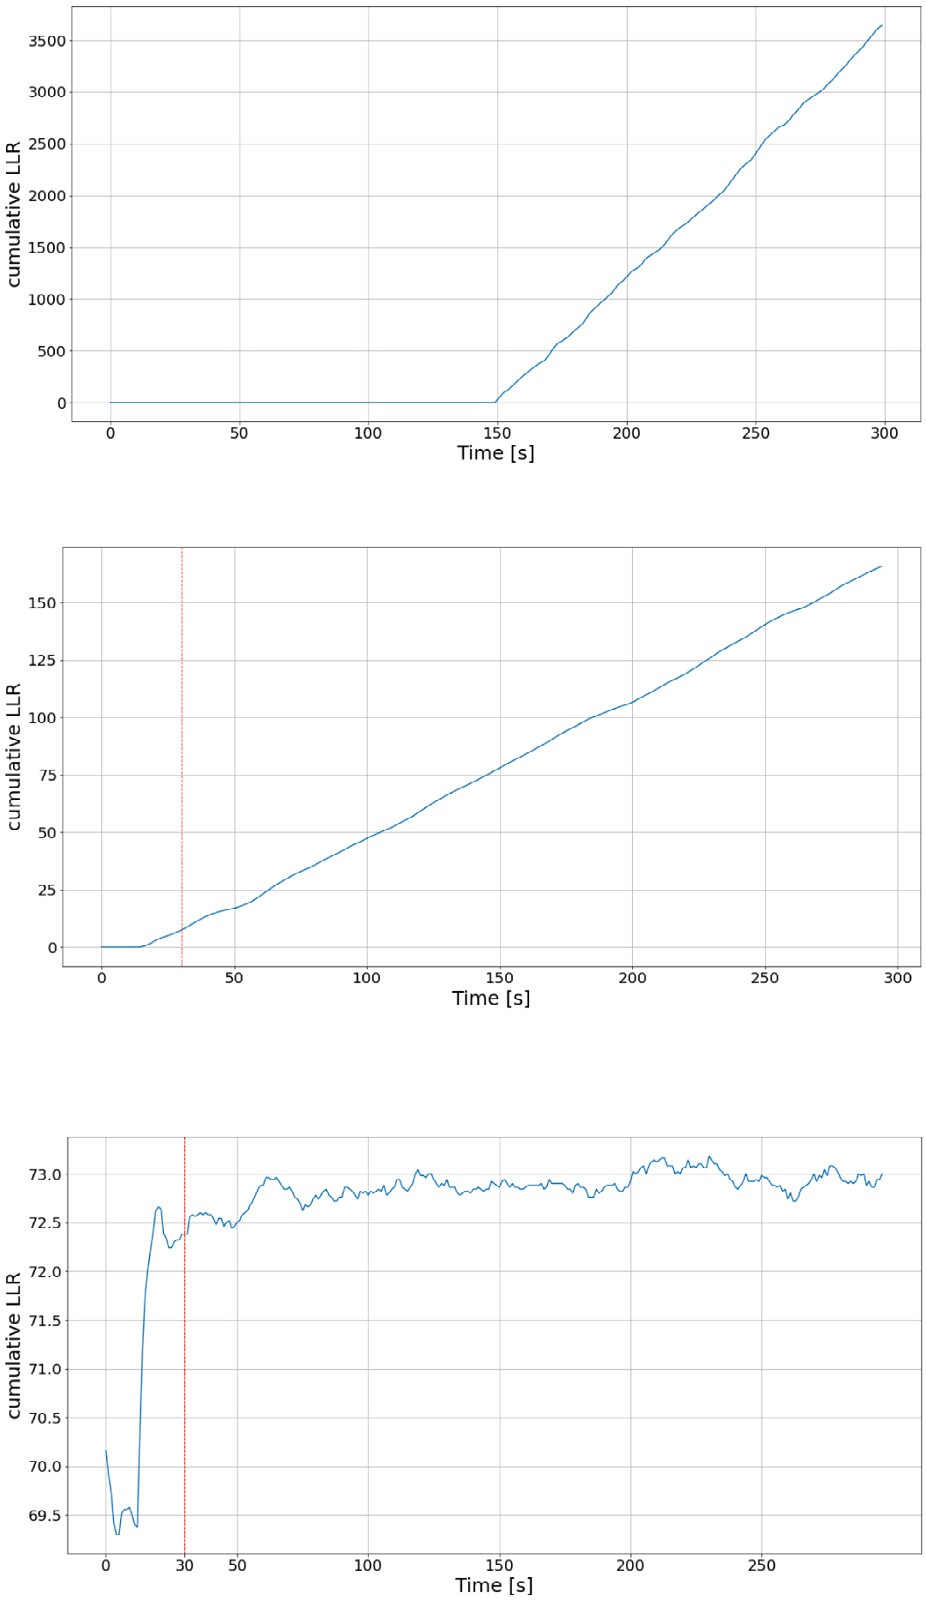 3500
3000
2500
2000
1500
1000
500
0
cumulative LLR
0 50 100 150 200 250 300
Time [s]
150
125
100
75
50
25
0
cumulative LLR
0 50 100 150 200 250 300
Time [s]
73.0
72.5
72.0
71.5
71.0
70.5
70.0
69.5
cumulative LLR
0 30 50 100 150 200 250
Time [s]